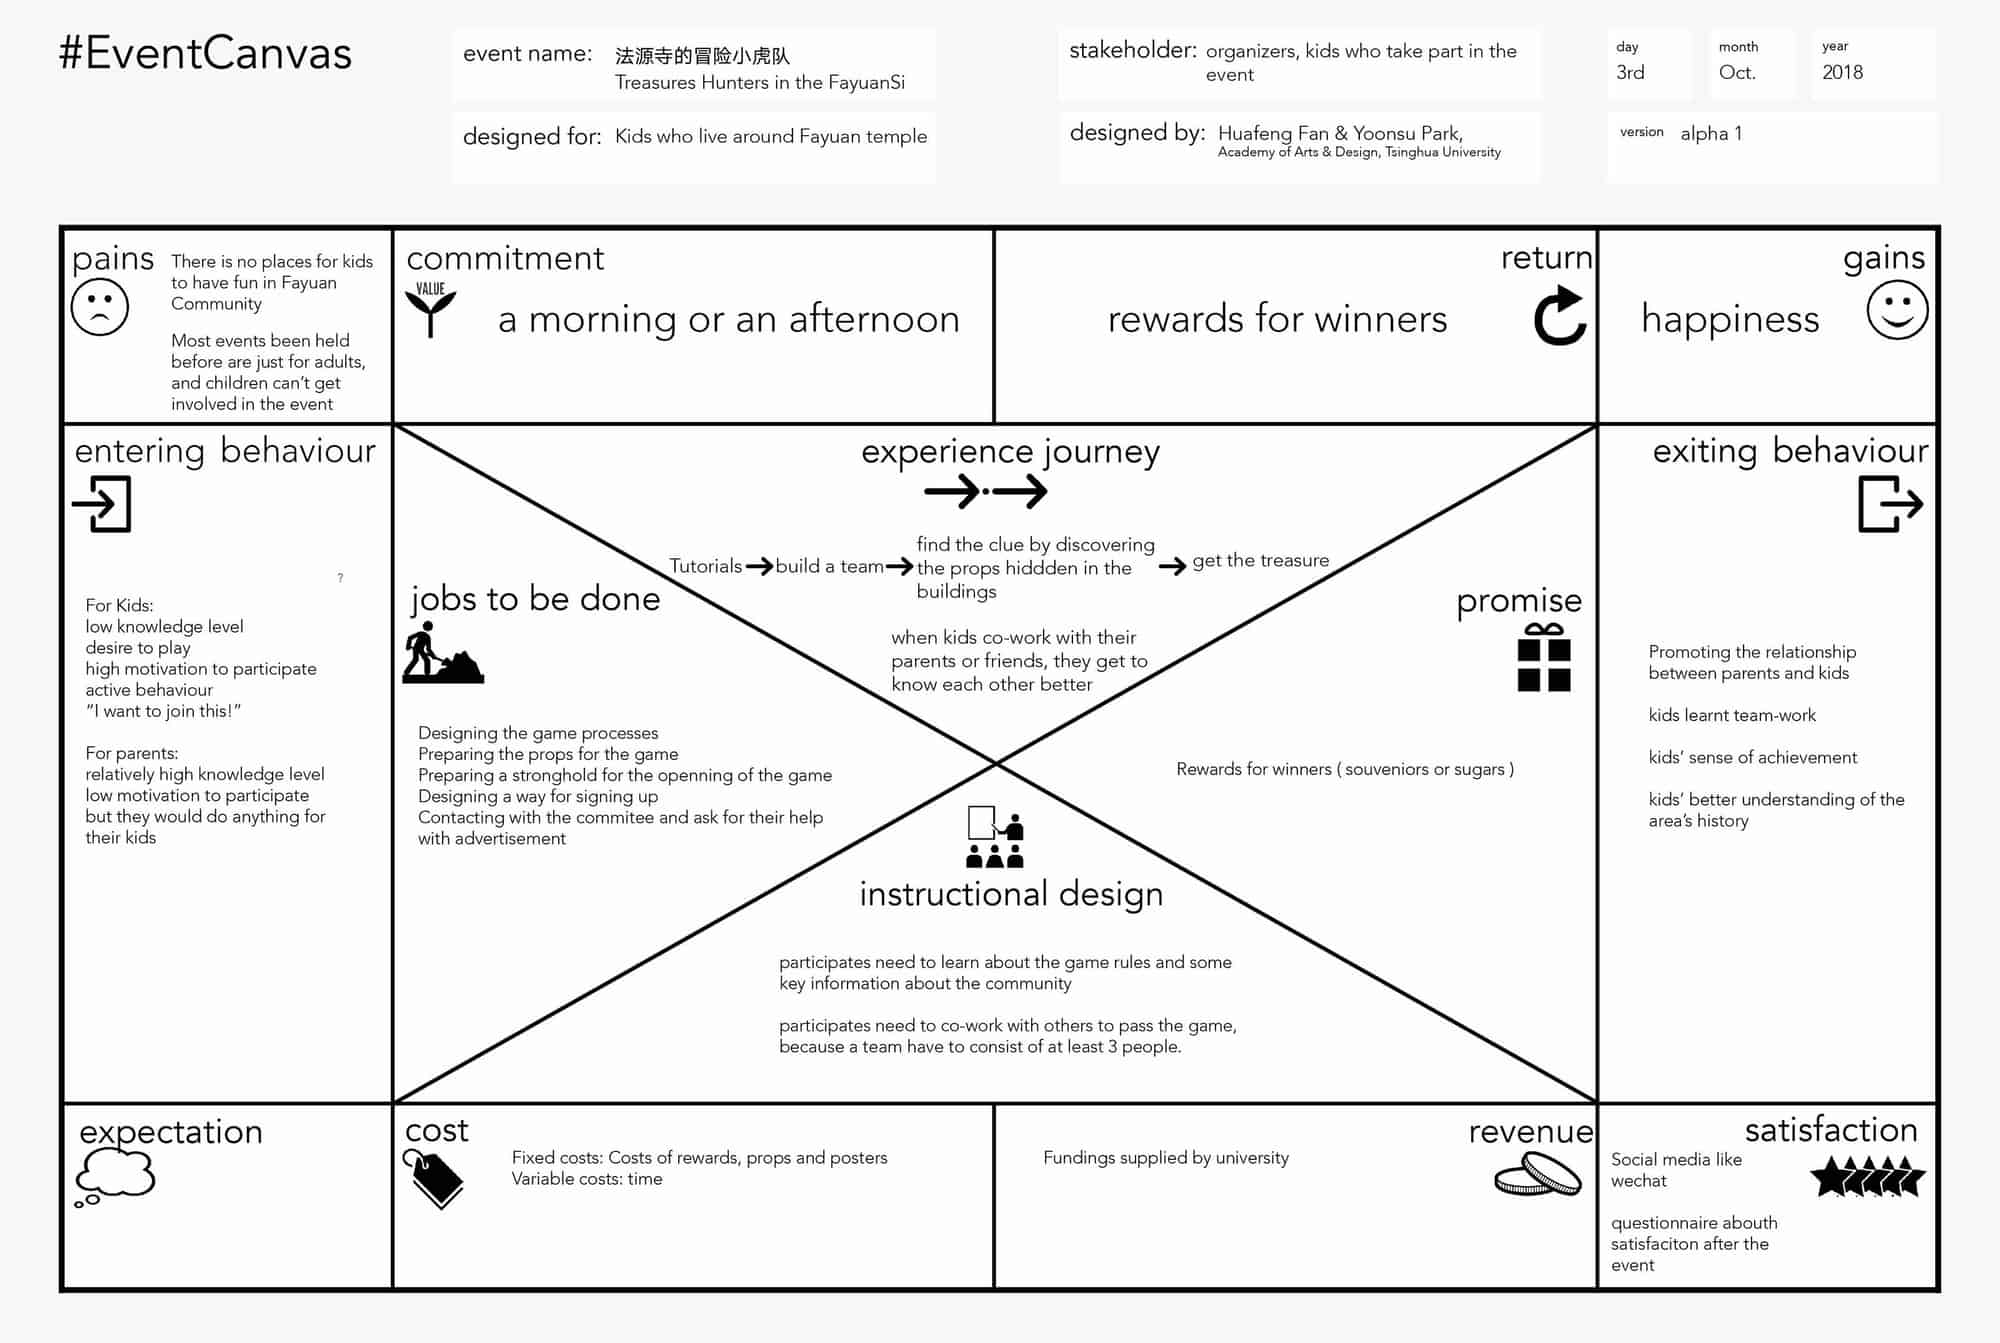 #EventCanvas
event name: 法源寺的冒险小虎队
Treasures Hunters in the FayuanSi
designed for: Kids who live around Fayuan temple
stakeholder: organizers, kids who take part in the
event
designed by: Huafeng Fan & Yoonsu Park,
Academy of Arts & Design, Tsinghua University
day
3rd
month
Oct.
year
2018
version alpha 1
pains
There is no places for kids
to have fun in Fayuan
Community
Most events been held
before are just for adults,
and children can't get
involved in the event
commitment
VALUE
a morning or an afternoon
return
rewards for winners
gains
happiness
entering behaviour
?
For Kids:
low knowledge level
desire to play
high motivation to participate
active behaviour
“I want to join this!”
For parents:
relatively high knowledge level
low motivation to participate
but they would do anything for
their kids
jobs to be done
Designing the game processes
Preparing the props for the game
Preparing a stronghold for the openning of the game
Designing a way for signing up
Contacting with the commitee and ask for their help
with advertisement
experience journey
Tutorials
build a team
find the clue by discovering
the props hiddden in the
buildings
get the treasure
when kids co-work with their
parents or friends, they get to
know each other better
promise
Rewards for winners ( souveniors or sugars )
instructional design
participates need to learn about the game rules and some
key information about the community
participates need to co-work with others to pass the game,
because a team have to consist of at least 3 people.
exiting behaviour
Promoting the relationship
between parents and kids
kids learnt team-work
kids’ sense of achievement
kids’ better understanding of the
area’s history
expectation
cost
Fixed costs: Costs of rewards, props and posters
Variable costs: time
revenue
Fundings supplied by university
satisfaction
Social media like
wechat
questionnaire abouth
satisfaciton after the
event